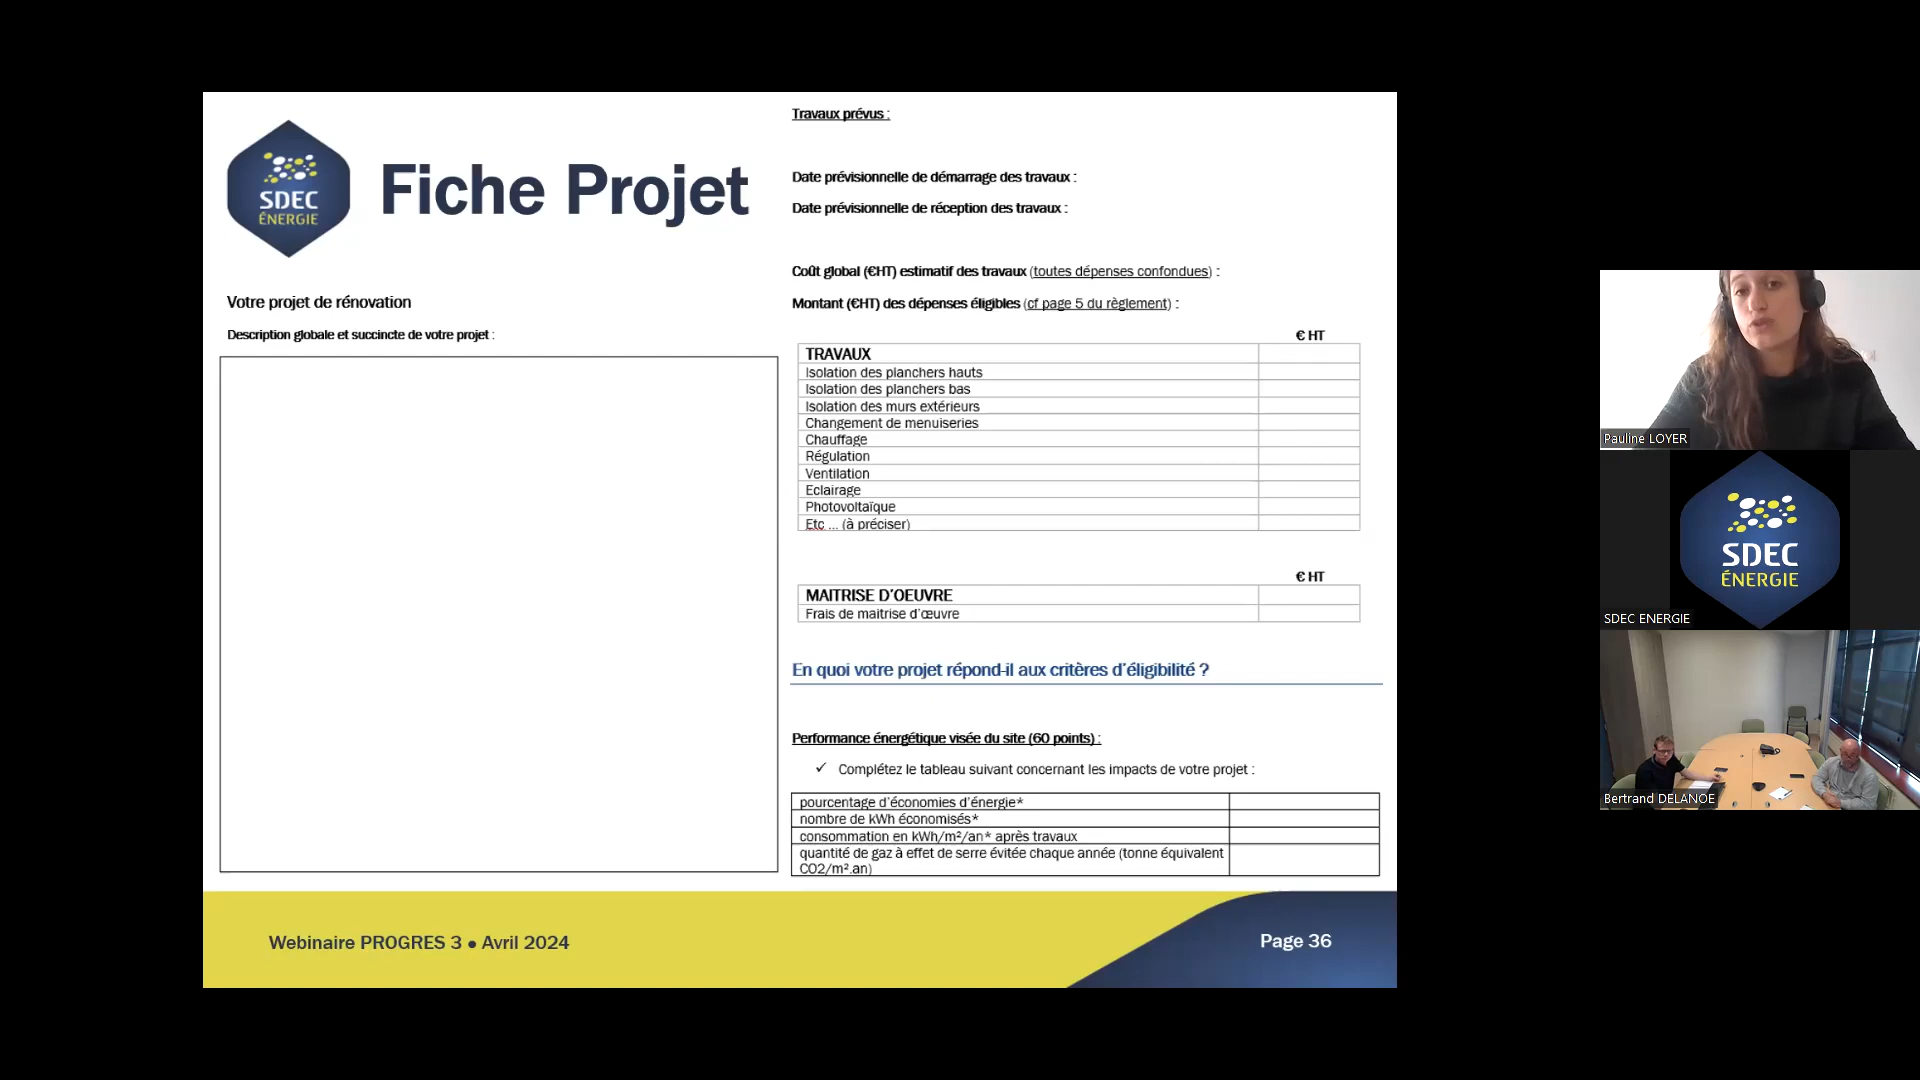 SDEC
ÉNERGIE
Fiche Projet
Votre projet de rénovation
Description globale et succincte de votre projet :
Travaux prévus :
Date prévisionnelle de démarrage des travaux :
Date prévisionnelle de réception des travaux :
Coût global (€HT) estimatif des travaux (toutes dépenses confondues) :
Montant (€HT) des dépenses éligibles (cf page 5 du règlement) :
€ HT
TRAVAUX
Isolation des planchers hauts
Isolation des planchers bas
Isolation des murs extérieurs
Changement de menuiseries
Chauffage
Régulation
Ventilation
Eclairage
Photovoltaïque
Etc ... (à préciser)
€ HT
MAITRISE D'OEUVRE
Frais de maitrise d'œuvre
En quoi votre projet répond-il aux critères d'éligibilité ?
Performance énergétique visée du site (60 points) :
✓ Complétez le tableau suivant concernant les impacts de votre projet :
pourcentage d'économies d'énergie*
nombre de kWh économisés*
consommation en kWh/m²/an* après travaux
quantité de gaz à effet de serre évitée chaque année (tonne équivalent
CO2/m².an)
Webinaire PROGRES 3 ● Avril 2024
Page 36
Pauline LOYER
SDEC
ÉNERGIE
SDEC ENERGIE
Bertrand DELANOE